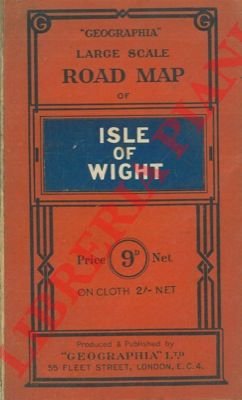 G G
"GEOGRAPHIA"
LARGE SCALE
ROAD MAP
OF
ISLE
OF
WIGHT
Price 9D Net
ON CLOTH 2/- NET
Produced & Published by
"GEOGRAPHIA" LTD
55 FLEET STREET, LONDON, E.C.4.
LIBRERIA PIANI